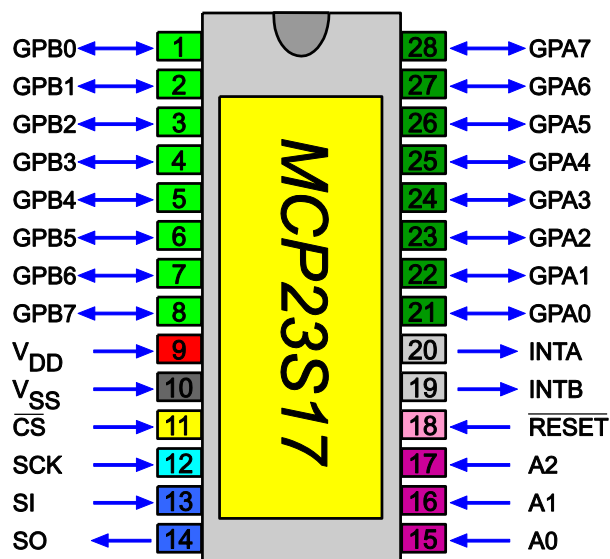 GPB0 1 28 GPA7
GPB1 2 27 GPA6
GPB2 3 26 GPA5
GPB3 4 25 GPA4
GPB4 5 24 GPA3
GPB5 6 23 GPA2
GPB6 7 22 GPA1
GPB7 8 21 GPA0
VDD 9 20 INTA
VSS 10 19 INTB
C̅S̅ 11 18 R̅E̅S̅E̅T̅
SCK 12 17 A2
SI 13 16 A1
SO 14 15 A0
MCP23S17